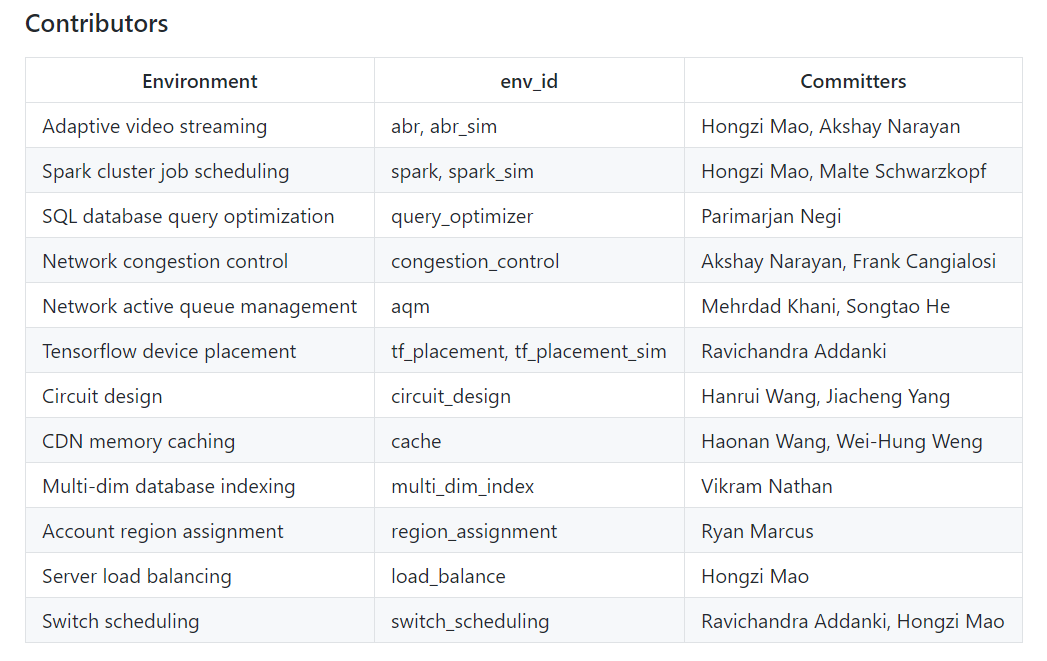 Contributors
Environment env_id Committers
Adaptive video streaming abr, abr_sim Hongzi Mao, Akshay Narayan
Spark cluster job scheduling spark, spark_sim Hongzi Mao, Malte Schwarzkopf
SQL database query optimization query_optimizer Parimarjan Negi
Network congestion control congestion_control Akshay Narayan, Frank Cangialosi
Network active queue management aqm Mehrdad Khani, Songtao He
Tensorflow device placement tf_placement, tf_placement_sim Ravichandra Addanki
Circuit design circuit_design Hanrui Wang, Jiacheng Yang
CDN memory caching cache Haonan Wang, Wei-Hung Weng
Multi-dim database indexing multi_dim_index Vikram Nathan
Account region assignment region_assignment Ryan Marcus
Server load balancing load_balance Hongzi Mao
Switch scheduling switch_scheduling Ravichandra Addanki, Hongzi Mao